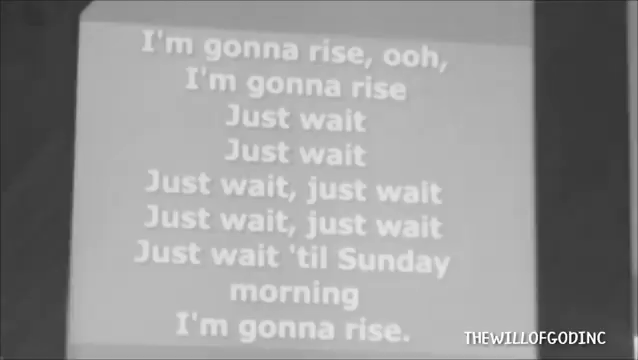 I'm gonna rise, ooh,
I'm gonna rise
Just wait
Just wait
Just wait, just wait
Just wait, just wait
Just wait 'til Sunday
morning
I'm gonna rise.
THEWILLOFGODINC